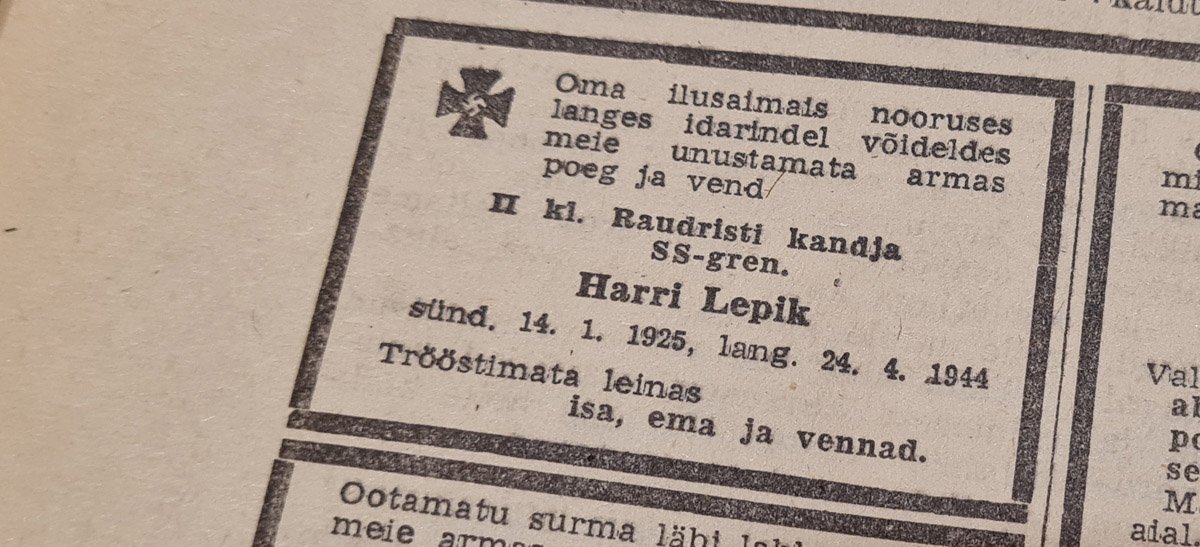 Oma ilusaimais nooruses
langes idarindel võideldes
meie unustamata armas
poeg ja vend
II kl. Raudristi kandja
SS-gren.
Harri Lepik
sünd. 14. 1. 1925, lang. 24. 4. 1944
Trööstimata leinas
isa, ema ja vennad.
Ootamatu surma läbi
meie